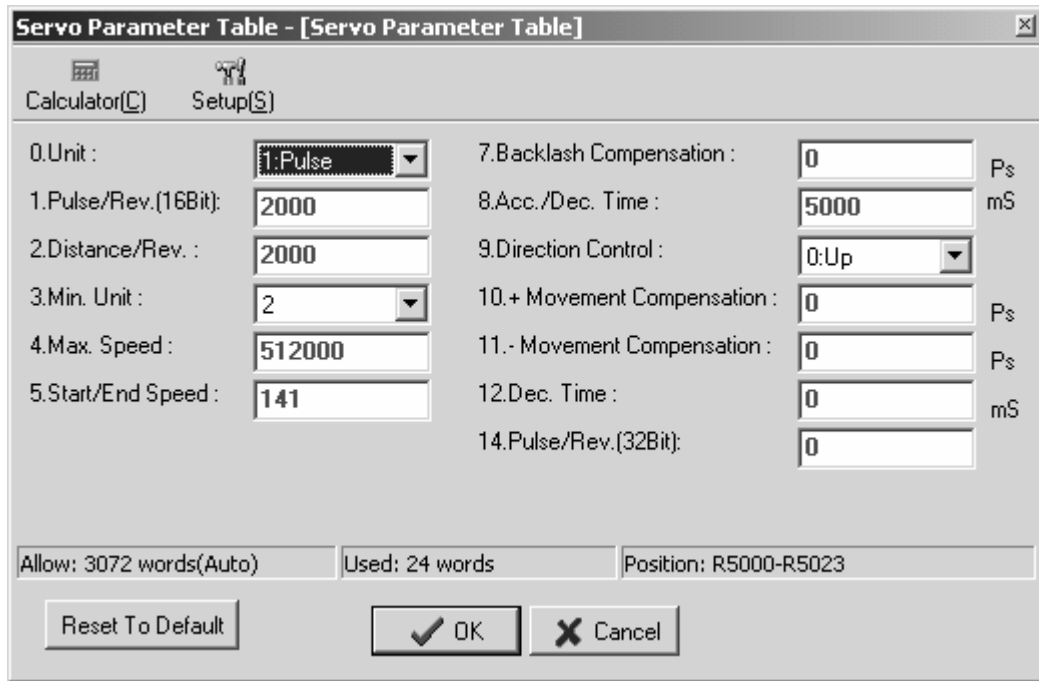 Servo Parameter Table - [Servo Parameter Table]
Calculator(C) Setup(S)
0.Unit : 1:Pulse
1.Pulse/Rev.(16Bit): 2000
2.Distance/Rev. : 2000
3.Min. Unit : 2
4.Max. Speed : 512000
5.Start/End Speed : 141
7.Backlash Compensation : 0 Ps
8.Acc./Dec. Time : 5000 mS
9.Direction Control : 0:Up
10.+ Movement Compensation : 0 Ps
11.- Movement Compensation : 0 Ps
12.Dec. Time : 0 mS
14.Pulse/Rev.(32Bit): 0
Allow: 3072 words(Auto) Used: 24 words Position: R5000-R5023
Reset To Default OK Cancel